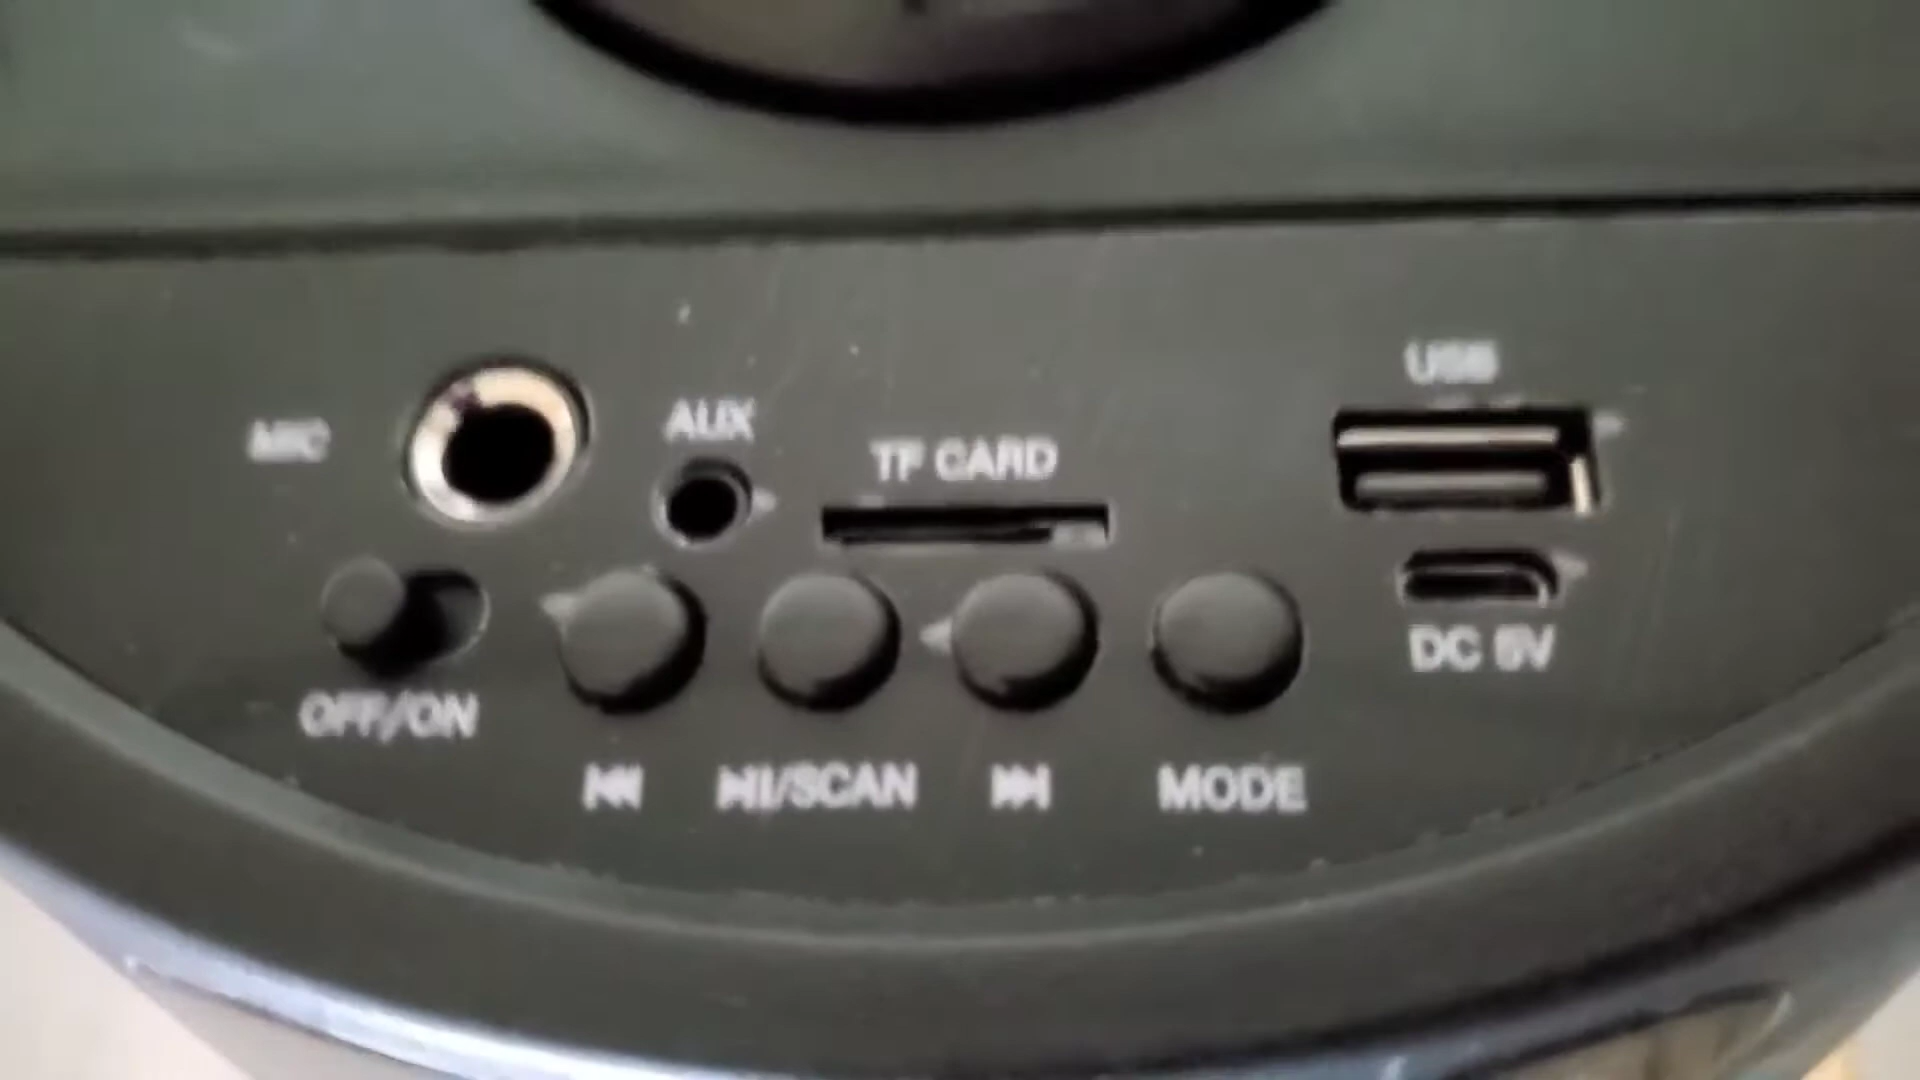 USB
MIC
AUX
TF CARD
DC 5V
OFF/ON
⏮
⏯/SCAN
⏭
MODE